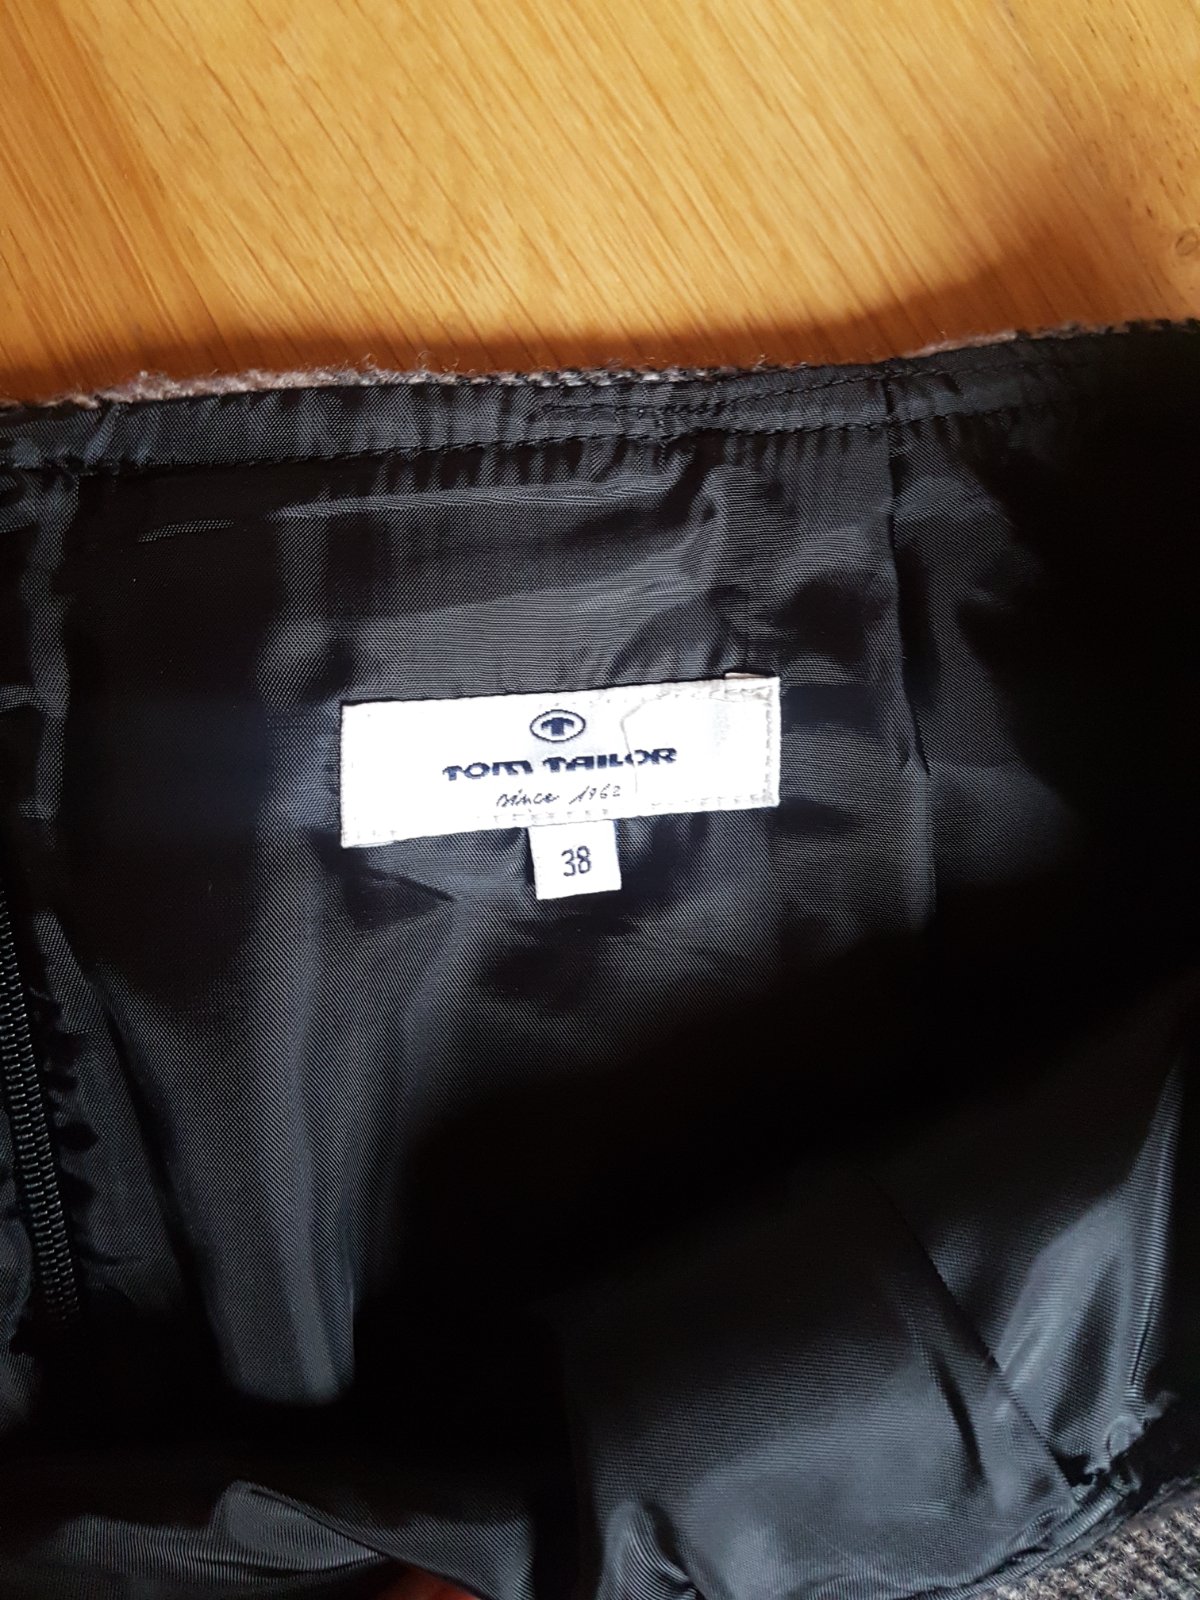 T
TOM TAILOR
since 1962
38